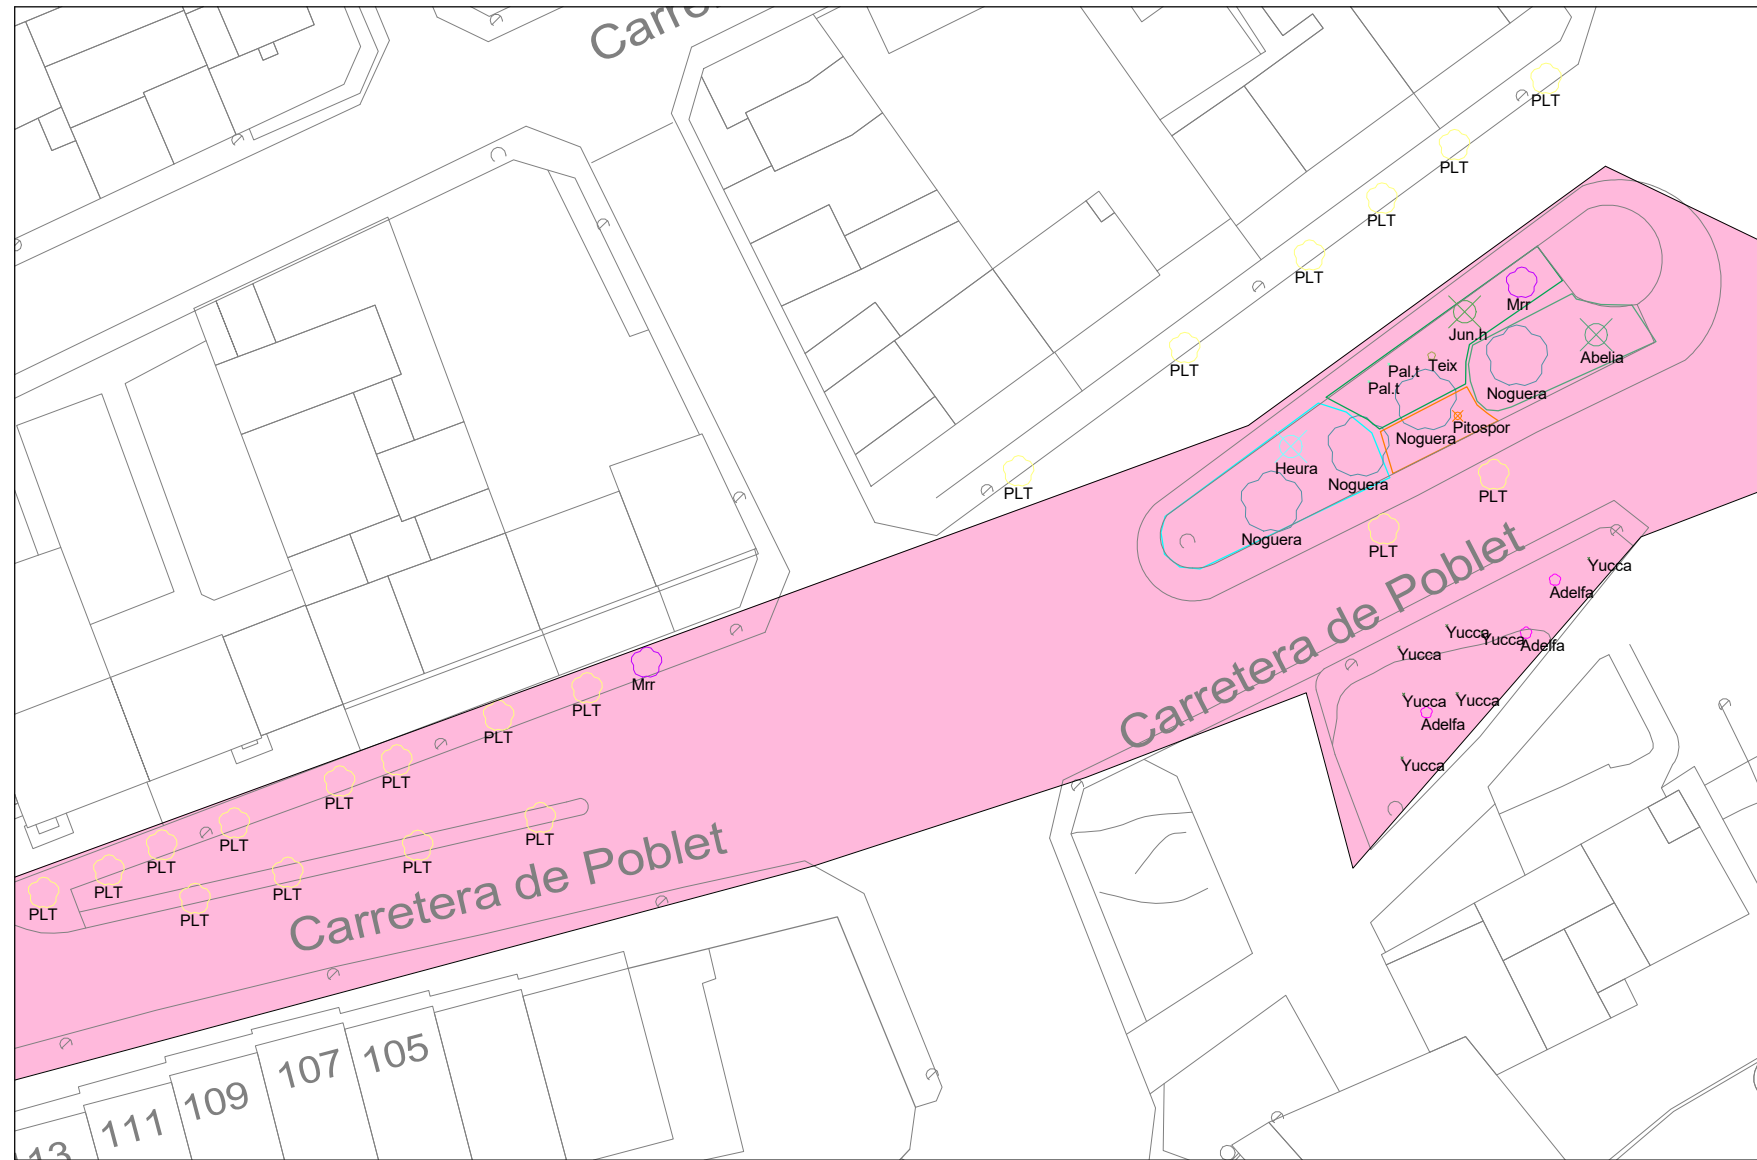 Carre
PLT
PLT
PLT
PLT
PLT
PLT
Mrr
Jun.h
Abelia
Teix
Pal.t
Pal.t
Noguera
Noguera
Pitospor
Heura
Noguera
Noguera
PLT
PLT
Carretera de Poblet
Yucca
Adelfa
Yucca
Yucca
Adelfa
Yucca
Yucca
Yucca
Adelfa
Yucca
Mrr
PLT
PLT
PLT
PLT
PLT
PLT
PLT
PLT
PLT
PLT
PLT
PLT
Carretera de Poblet
105
107
109
111
13